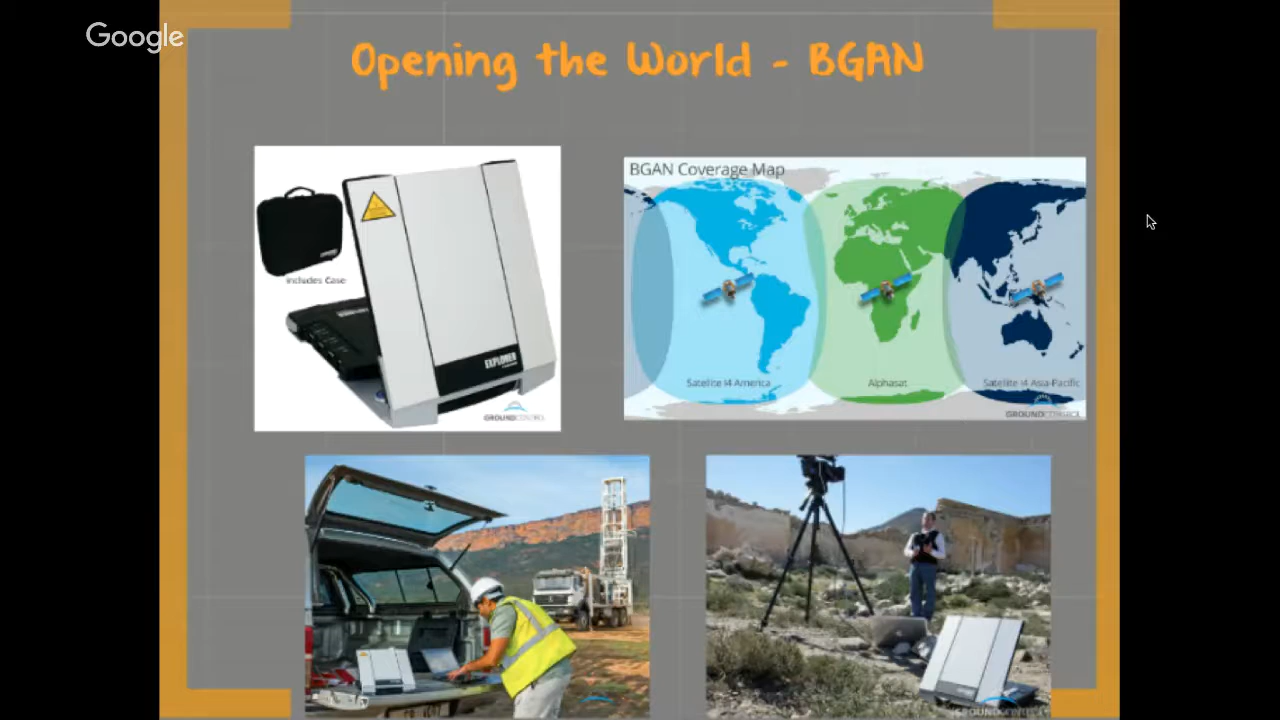 Google
Opening the World - BGAN
Includes Case
EXPLORER
GROUNDCONTROL
BGAN Coverage Map
Satellite I4 America
Alphasat
Satellite I4 Asia-Pacific
GROUNDCONTROL
GROUNDCONTROL